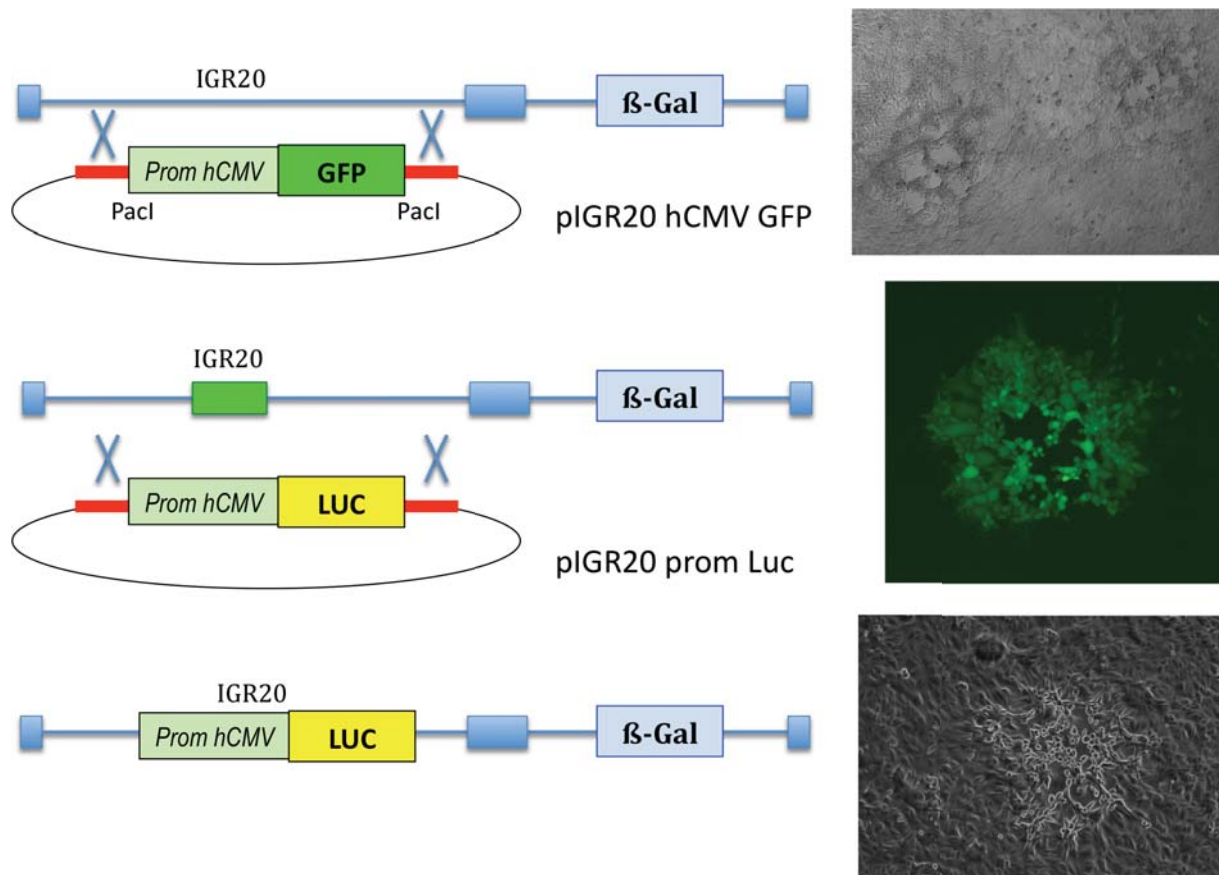 IGR20
ß-Gal
Prom hCMV GFP
PacI PacI
pIGR20 hCMV GFP
IGR20
ß-Gal
Prom hCMV LUC
pIGR20 prom Luc
IGR20
Prom hCMV LUC ß-Gal